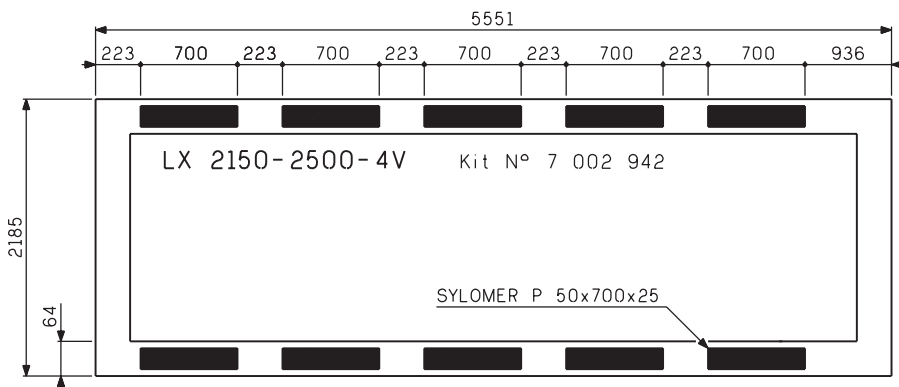 5551
223 700 223 700 223 700 223 700 223 700 936
LX 2150-2500-4V Kit Nº 7 002 942
2185
SYLOMER P 50x700x25
64